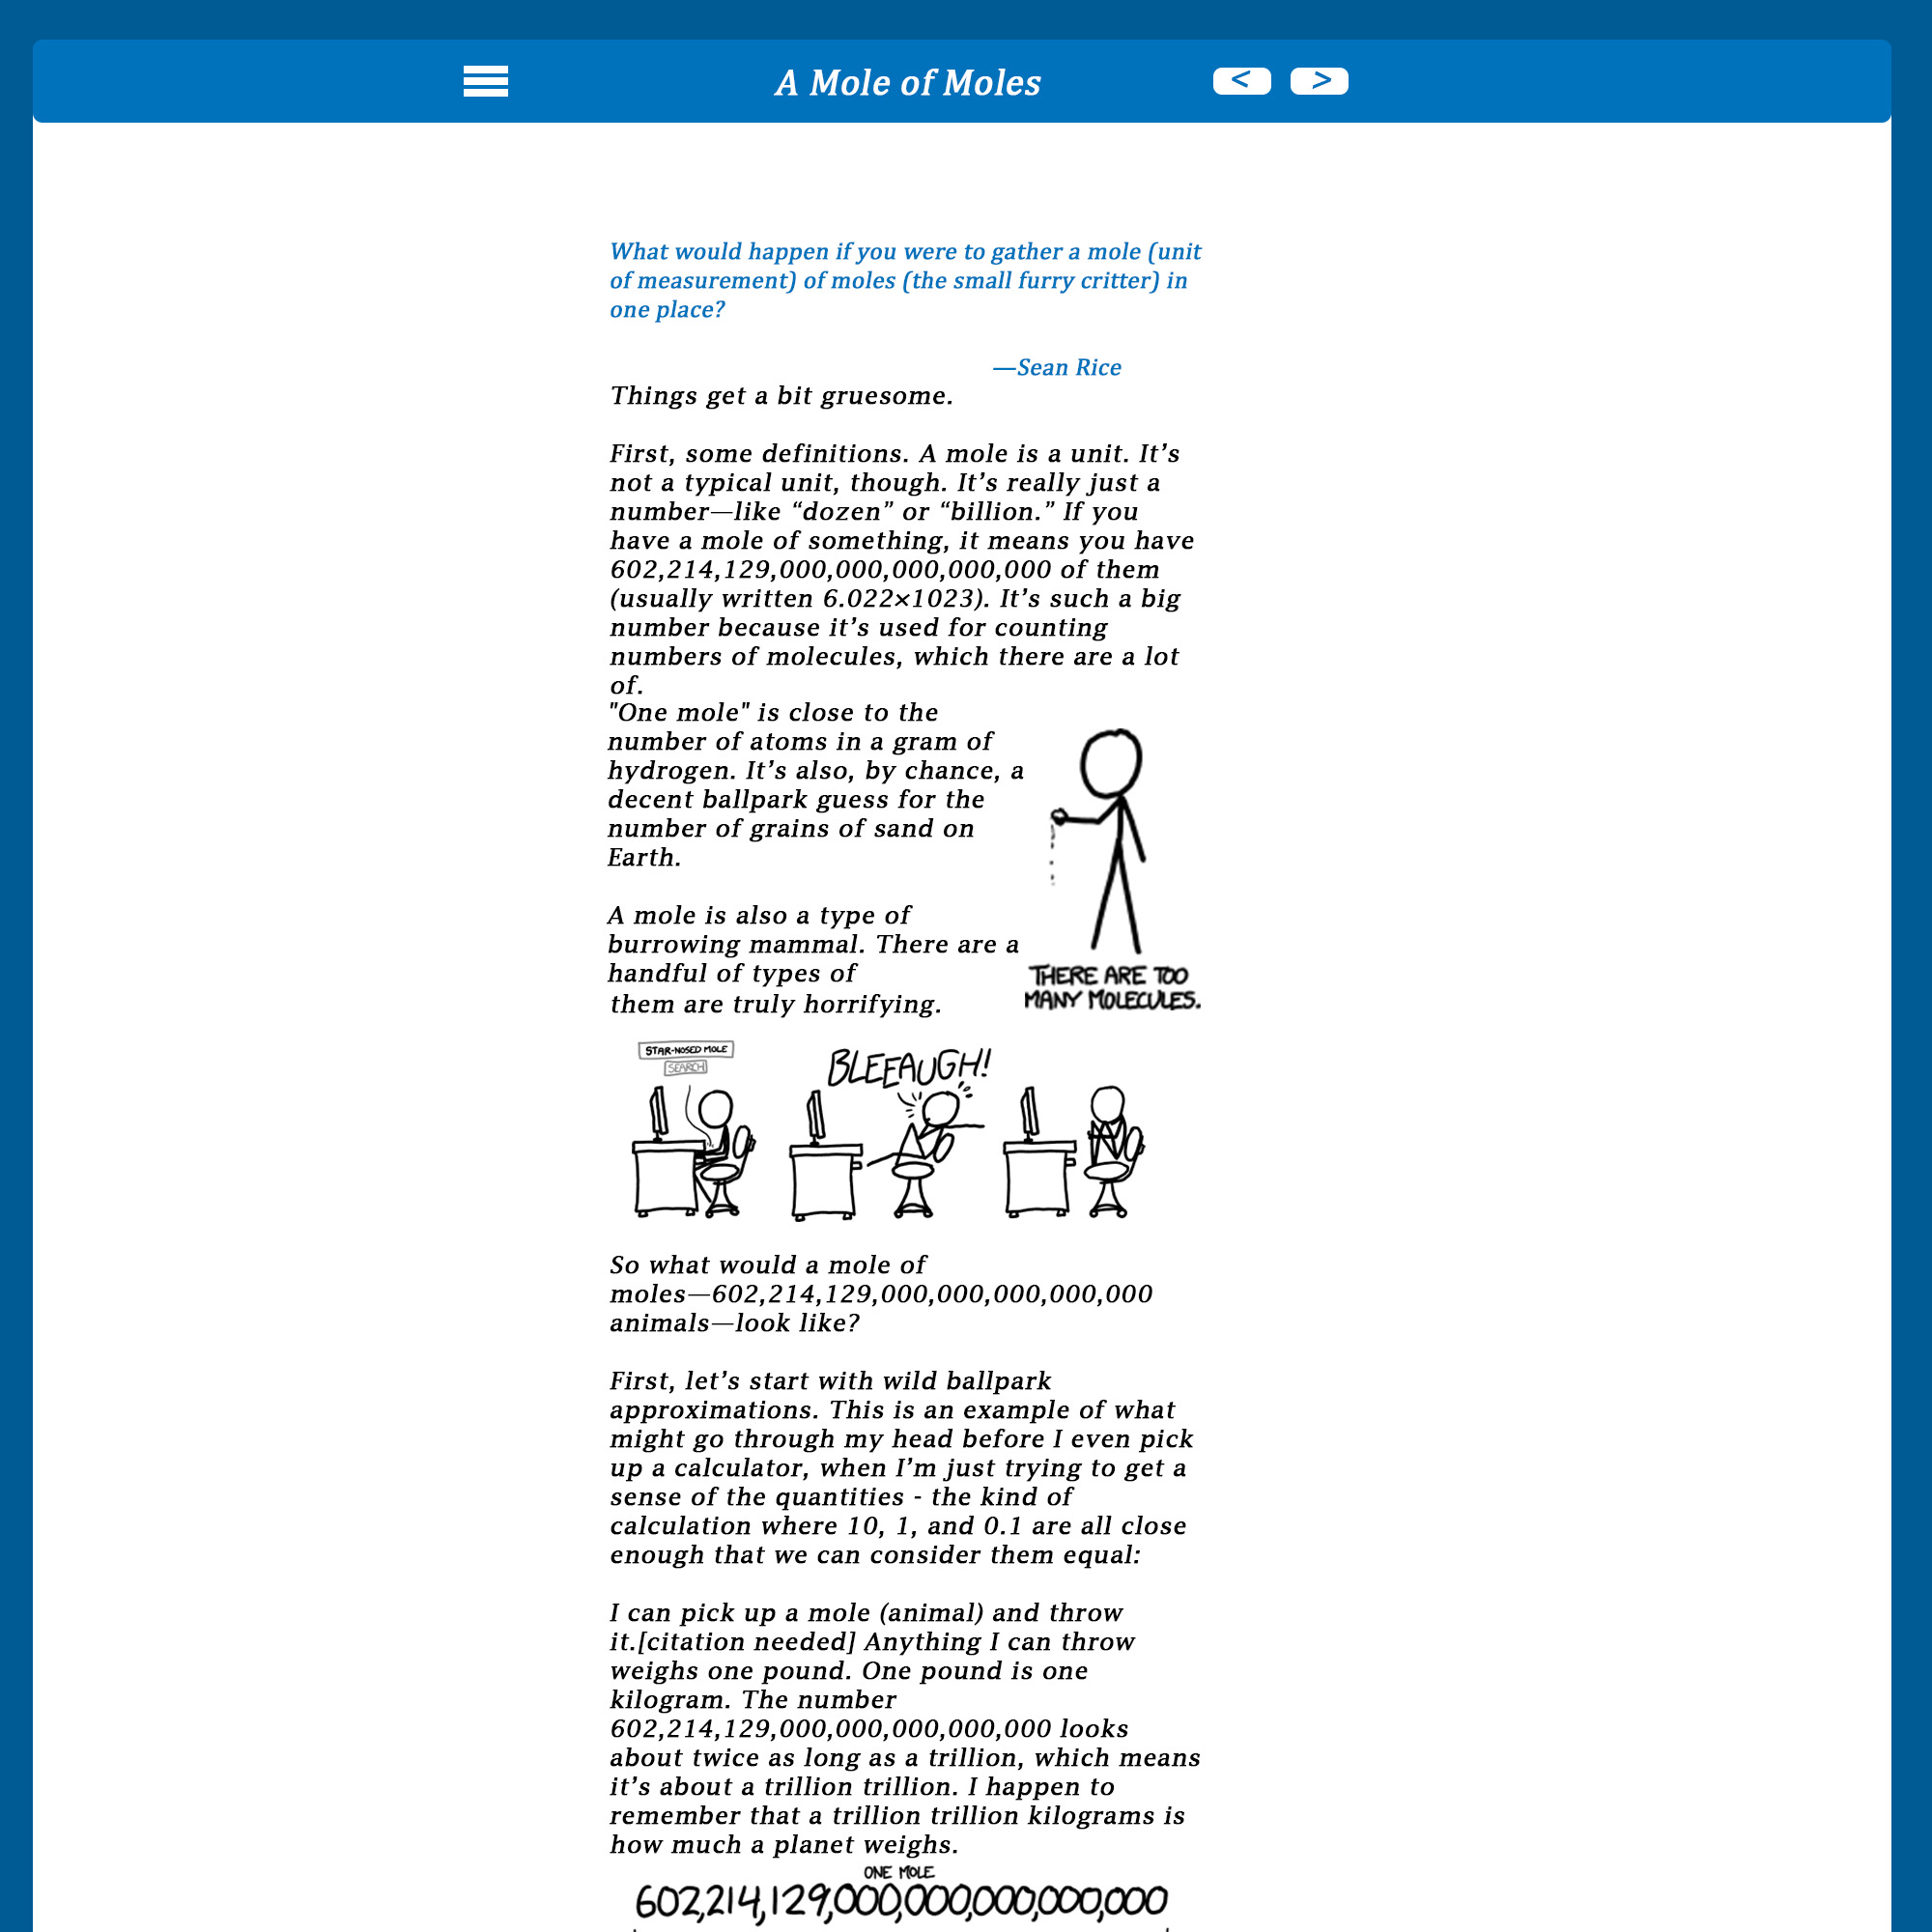 A Mole of Moles
<
>
What would happen if you were to gather a mole (unit
of measurement) of moles (the small furry critter) in
one place?
—Sean Rice
Things get a bit gruesome.
First, some definitions. A mole is a unit. It’s
not a typical unit, though. It’s really just a
number—like “dozen” or “billion.” If you
have a mole of something, it means you have
602,214,129,000,000,000,000,000 of them
(usually written 6.022×1023). It’s such a big
number because it’s used for counting
numbers of molecules, which there are a lot
of.
"One mole" is close to the
number of atoms in a gram of
hydrogen. It’s also, by chance, a
decent ballpark guess for the
number of grains of sand on
Earth.
A mole is also a type of
burrowing mammal. There are a
handful of types of
them are truly horrifying.
THERE ARE TOO
MANY MOLECULES.
STAR-NOSED MOLE
SEARCH
BLEEAUGH!!
So what would a mole of
moles—602,214,129,000,000,000,000,000
animals—look like?
First, let’s start with wild ballpark
approximations. This is an example of what
might go through my head before I even pick
up a calculator, when I’m just trying to get a
sense of the quantities - the kind of
calculation where 10, 1, and 0.1 are all close
enough that we can consider them equal:
I can pick up a mole (animal) and throw
it.[citation needed] Anything I can throw
weighs one pound. One pound is one
kilogram. The number
602,214,129,000,000,000,000,000 looks
about twice as long as a trillion, which means
it’s about a trillion trillion. I happen to
remember that a trillion trillion kilograms is
how much a planet weighs.
ONE MOLE
602,214,129,000,000,000,000,000